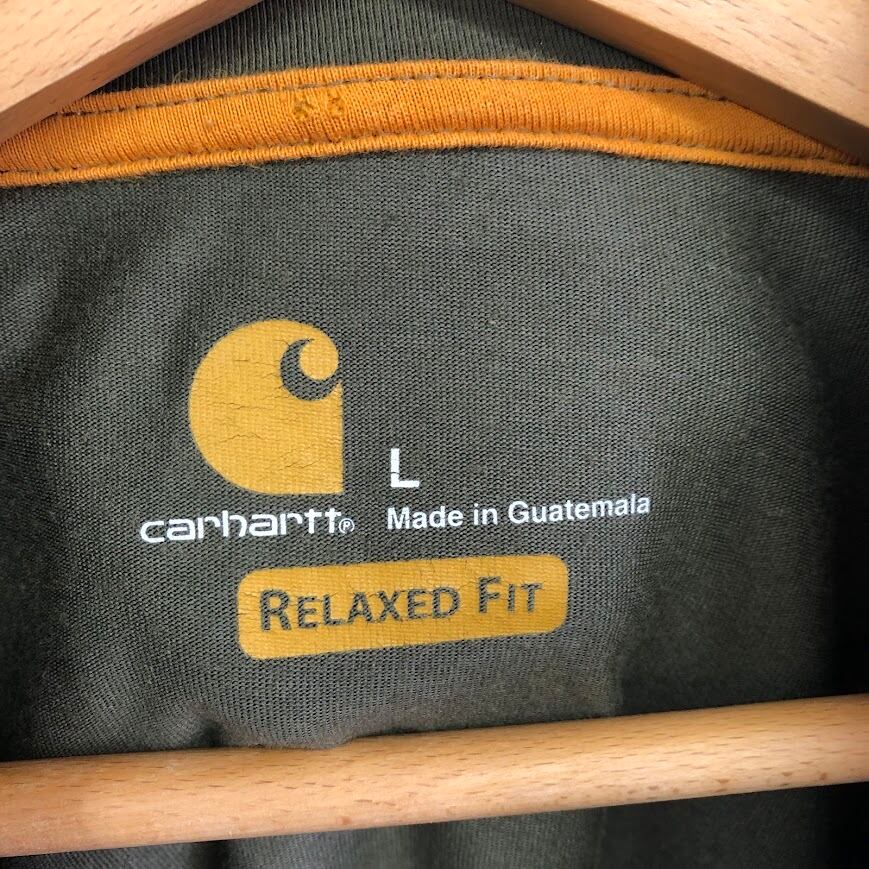 L
carhartt®
Made in Guatemala
RELAXED FIT